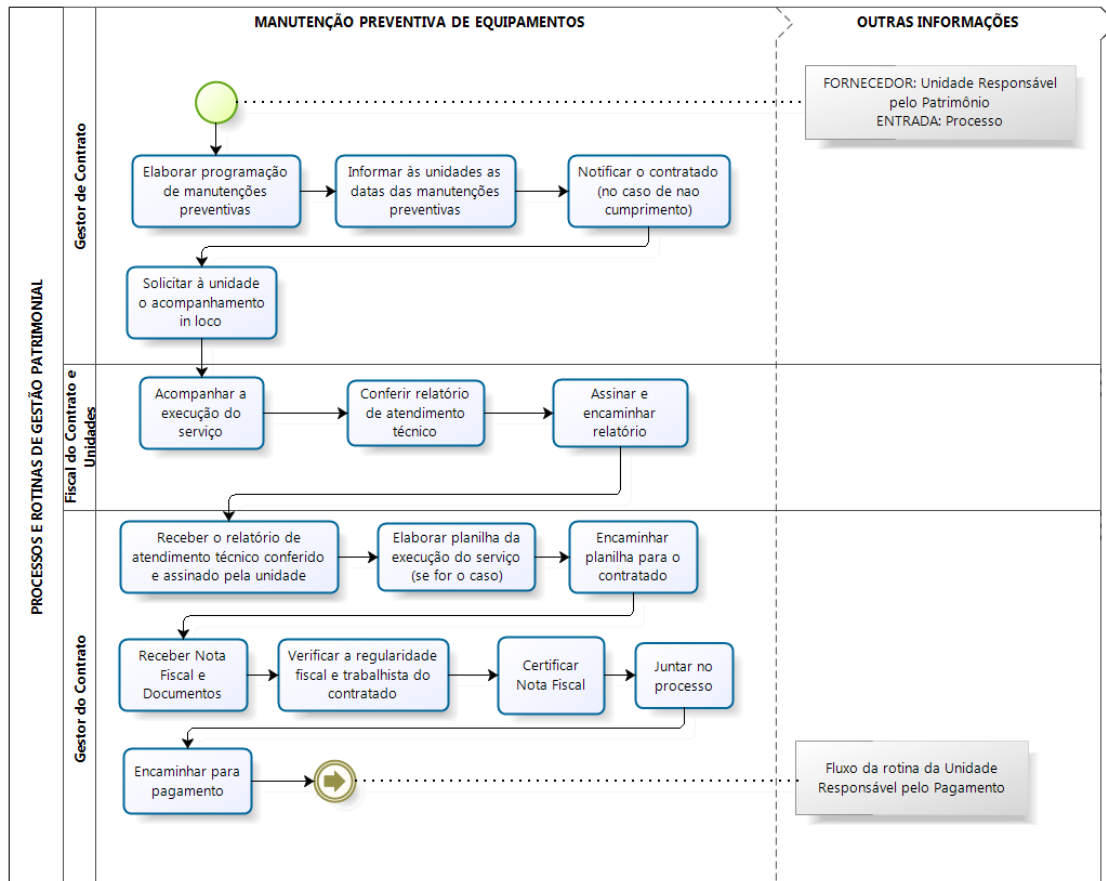 MANUTENÇÃO PREVENTIVA DE EQUIPAMENTOS
OUTRAS INFORMAÇÕES
PROCESSOS E ROTINAS DE GESTÃO PATRIMONIAL
Gestor de Contrato
FORNECEDOR: Unidade Responsável
pelo Patrimônio
ENTRADA: Processo
Elaborar programação
de manutenções
preventivas
Informar às unidades as
datas das manutenções
preventivas
Notificar o contratado
(no caso de nao
cumprimento)
Solicitar à unidade
o acompanhamento
in loco
Fiscal do Contrato e
Unidades
Acompanhar a
execução do
serviço
Conferir relatório
de atendimento
técnico
Assinar e
encaminhar
relatório
Gestor do Contrato
Receber o relatório de
atendimento técnico conferido
e assinado pela unidade
Elaborar planilha da
execução do serviço
(se for o caso)
Encaminhar
planilha para o
contratado
Receber Nota
Fiscal e
Documentos
Verificar a regularidade
fiscal e trabalhista do
contratado
Certificar
Nota Fiscal
Juntar no
processo
Encaminhar para
pagamento
Fluxo da rotina da Unidade
Responsável pelo Pagamento